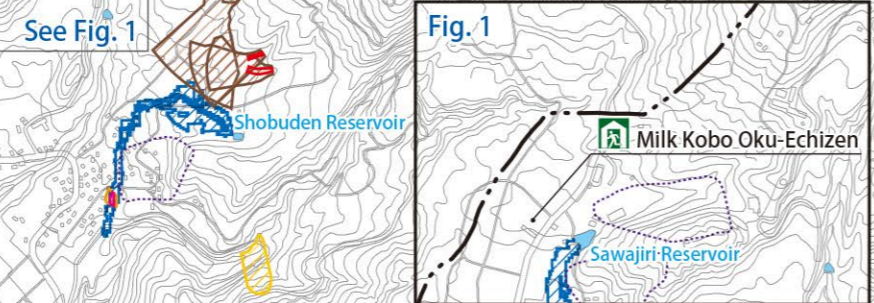 See Fig. 1
Shobuden Reservoir
Fig. 1
Milk Kobo Oku-Echizen
Sawajiri Reservoir